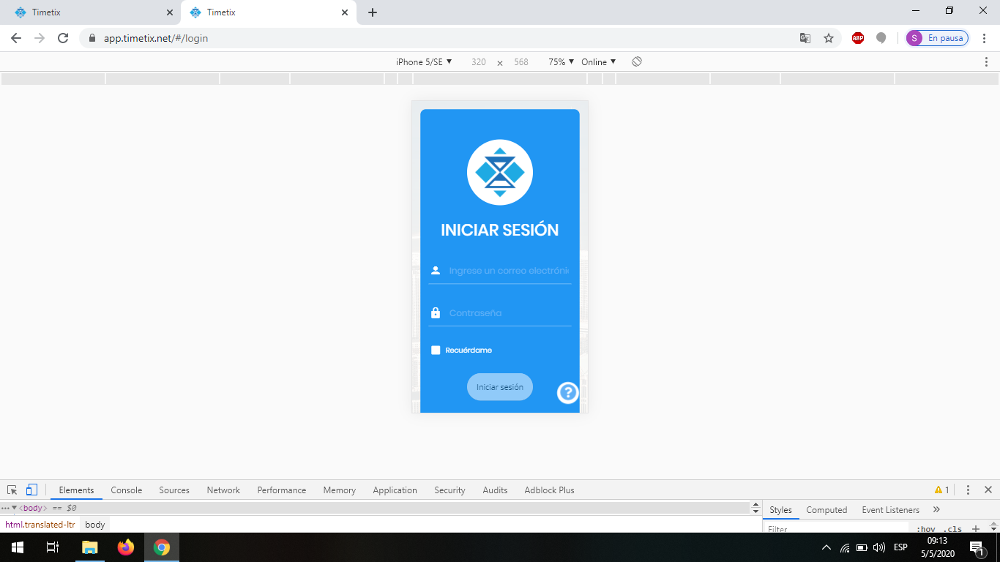 Timetix
Timetix
app.timetix.net/#/login
ABP
S
En pausa
iPhone 5/SE
320
×
568
75%
Online
INICIAR SESIÓN
Ingrese un correo electróni
Contraseña
Recuérdame
Iniciar sesión
?
Elements Console Sources Network Performance Memory Application Security Audits Adblock Plus
1
<body> == $0
Styles Computed Event Listeners »
html.translated-ltr body
Filter
:hov .cls +
ESP
09:13
5/5/2020
1